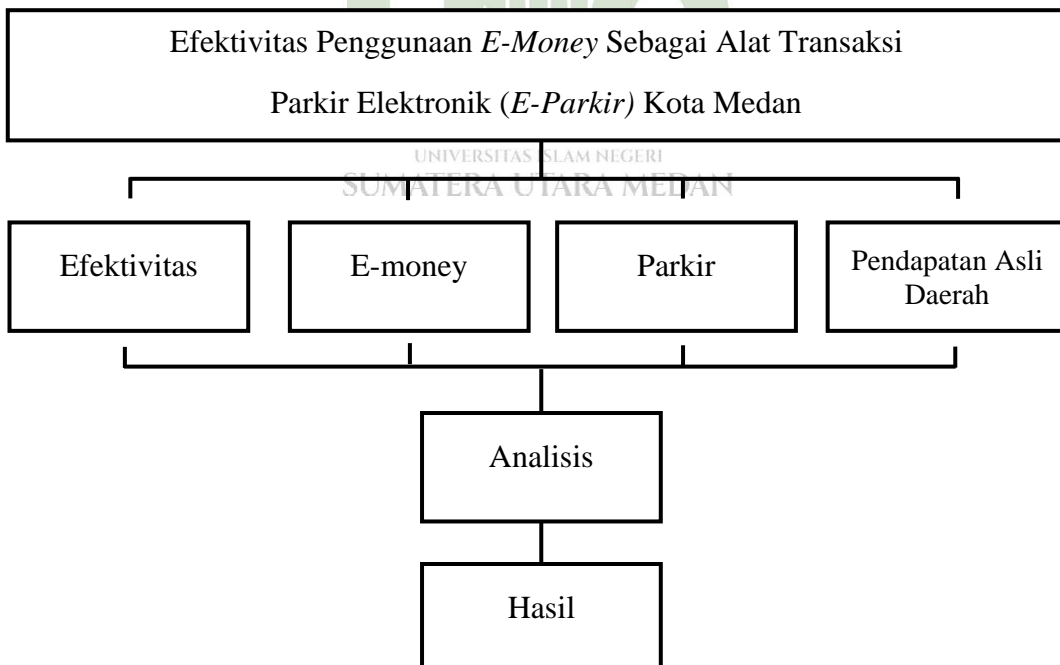 Efektivitas Penggunaan E-Money Sebagai Alat Transaksi
Parkir Elektronik (E-Parkir) Kota Medan
UNIVERSITAS ISLAM NEGERI
SUMATERA UTARA MEDAN
Efektivitas
E-money
Parkir
Pendapatan Asli
Daerah
Analisis
Hasil